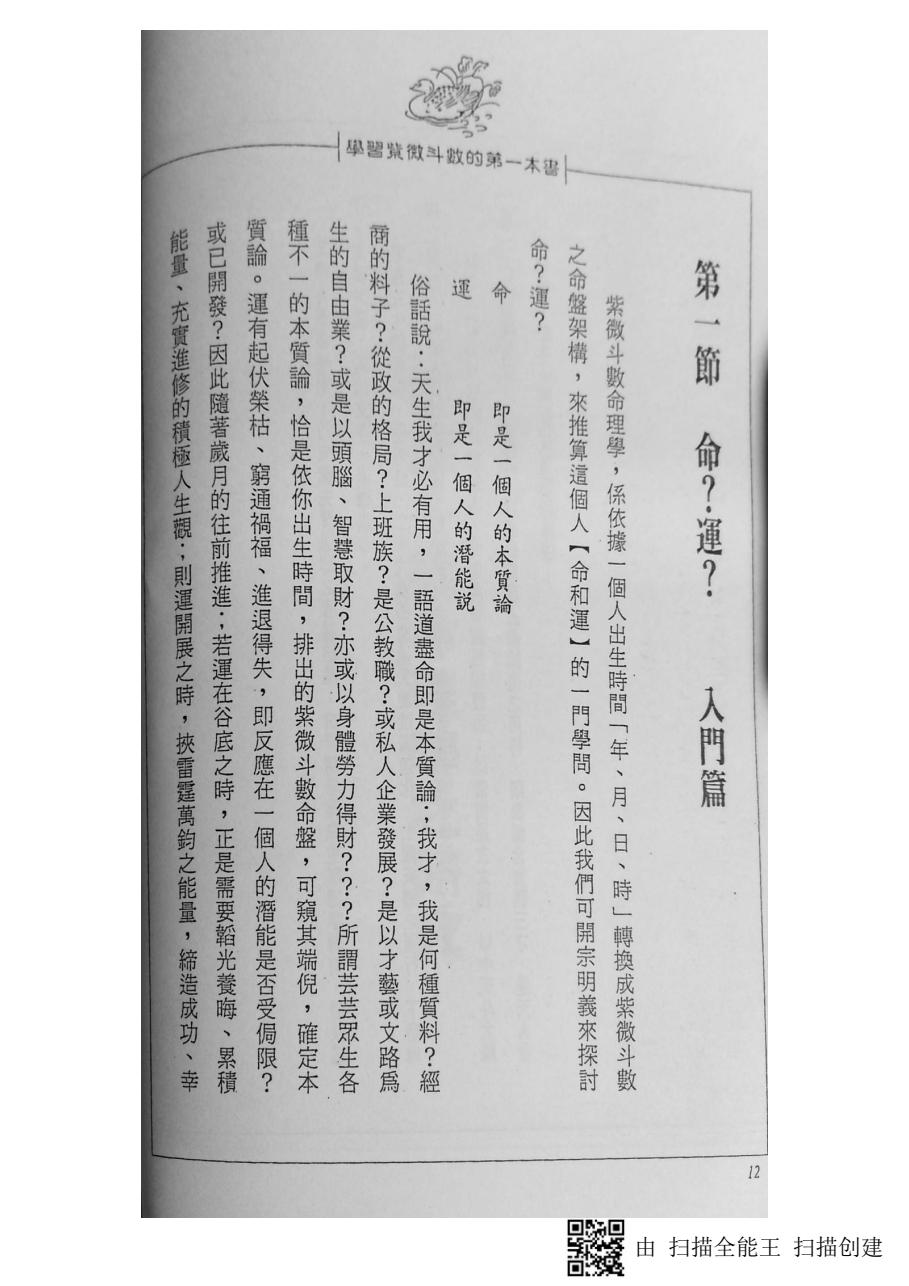 學習紫微斗數的第一本書
第一節　命？運？　入門篇
紫微斗數命理學，係依據一個人出生時間「年、月、日、時」轉換成紫微斗數
之命盤架構，來推算這個人【命和運】的一門學問。因此我們可開宗明義來探討
命？運？
命　即是一個人的本質論
運　即是一個人的潛能說
俗話說：天生我才必有用，一語道盡命即是本質論；我才，我是何種質料？經
商的料子？從政的格局？上班族？是公教職？或私人企業發展？是以才藝或文路為
生的自由業？或是以頭腦、智慧取財？亦或以身體勞力得財？？？所謂芸芸眾生各
種不一的本質論，恰是依你出生時間，排出的紫微斗數命盤，可窺其端倪，確定本
質論。運有起伏榮枯、窮通禍福、進退得失，即反應在一個人的潛能是否受侷限？
或已開發？因此隨著歲月的往前推進；若運在谷底之時，正是需要韜光養晦、累積
能量、充實進修的積極人生觀；則運開展之時，挾雷霆萬鈞之能量，締造成功、幸
12
由 扫描全能王 扫描创建